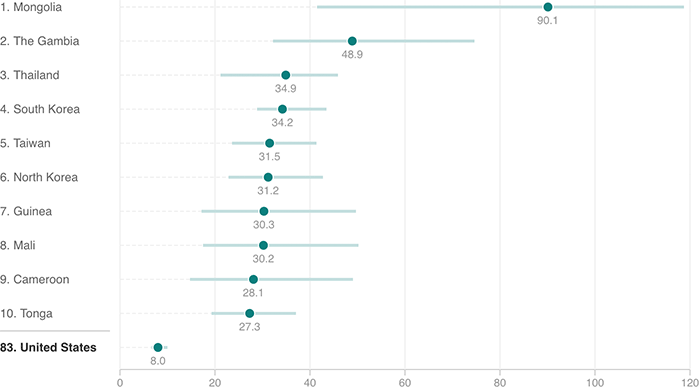 1. Mongolia
90.1
2. The Gambia
48.9
3. Thailand
34.9
4. South Korea
34.2
5. Taiwan
31.5
6. North Korea
31.2
7. Guinea
30.3
8. Mali
30.2
9. Cameroon
28.1
10. Tonga
27.3
83. United States
8.0
0 20 40 60 80 100 120